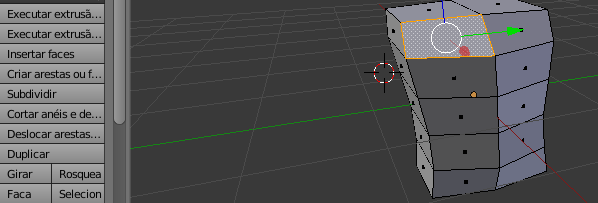 Executar extrusã...
Executar extrusã...
Insertar faces
Criar arestas ou f...
Subdividir
Cortar anéis e de...
Deslocar arestas...
Duplicar
Girar Rosquea
Faca Selecion